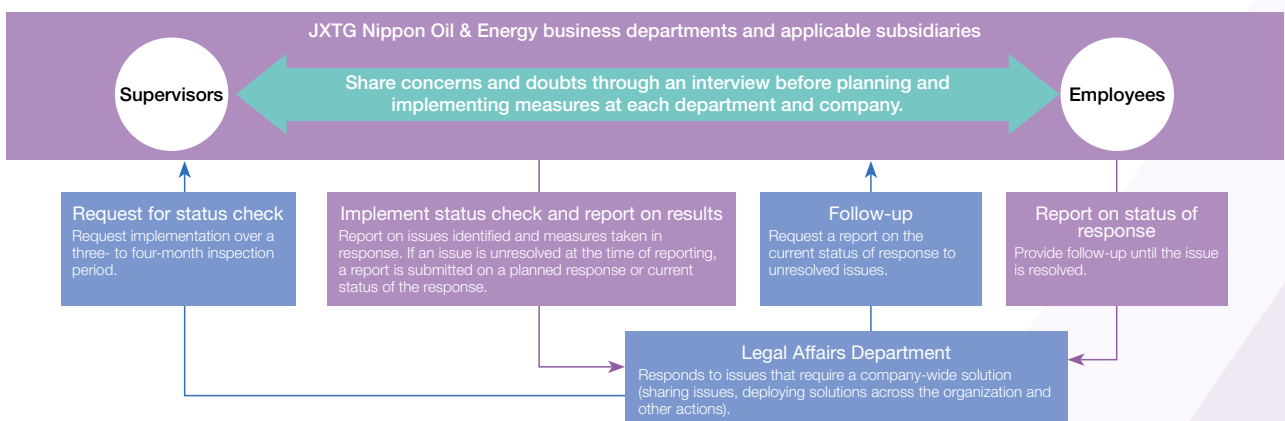 JXTG Nippon Oil & Energy business departments and applicable subsidiaries
Supervisors
Share concerns and doubts through an interview before planning and
implementing measures at each department and company.
Employees
Request for status check
Request implementation over a
three- to four-month inspection
period.
Implement status check and report on results
Report on issues identified and measures taken in
response. If an issue is unresolved at the time of reporting,
a report is submitted on a planned response or current
status of the response.
Follow-up
Request a report on the
current status of response to
unresolved issues.
Report on status of
response
Provide follow-up until the issue
is resolved.
Legal Affairs Department
Responds to issues that require a company-wide solution
(sharing issues, deploying solutions across the organization and
other actions).